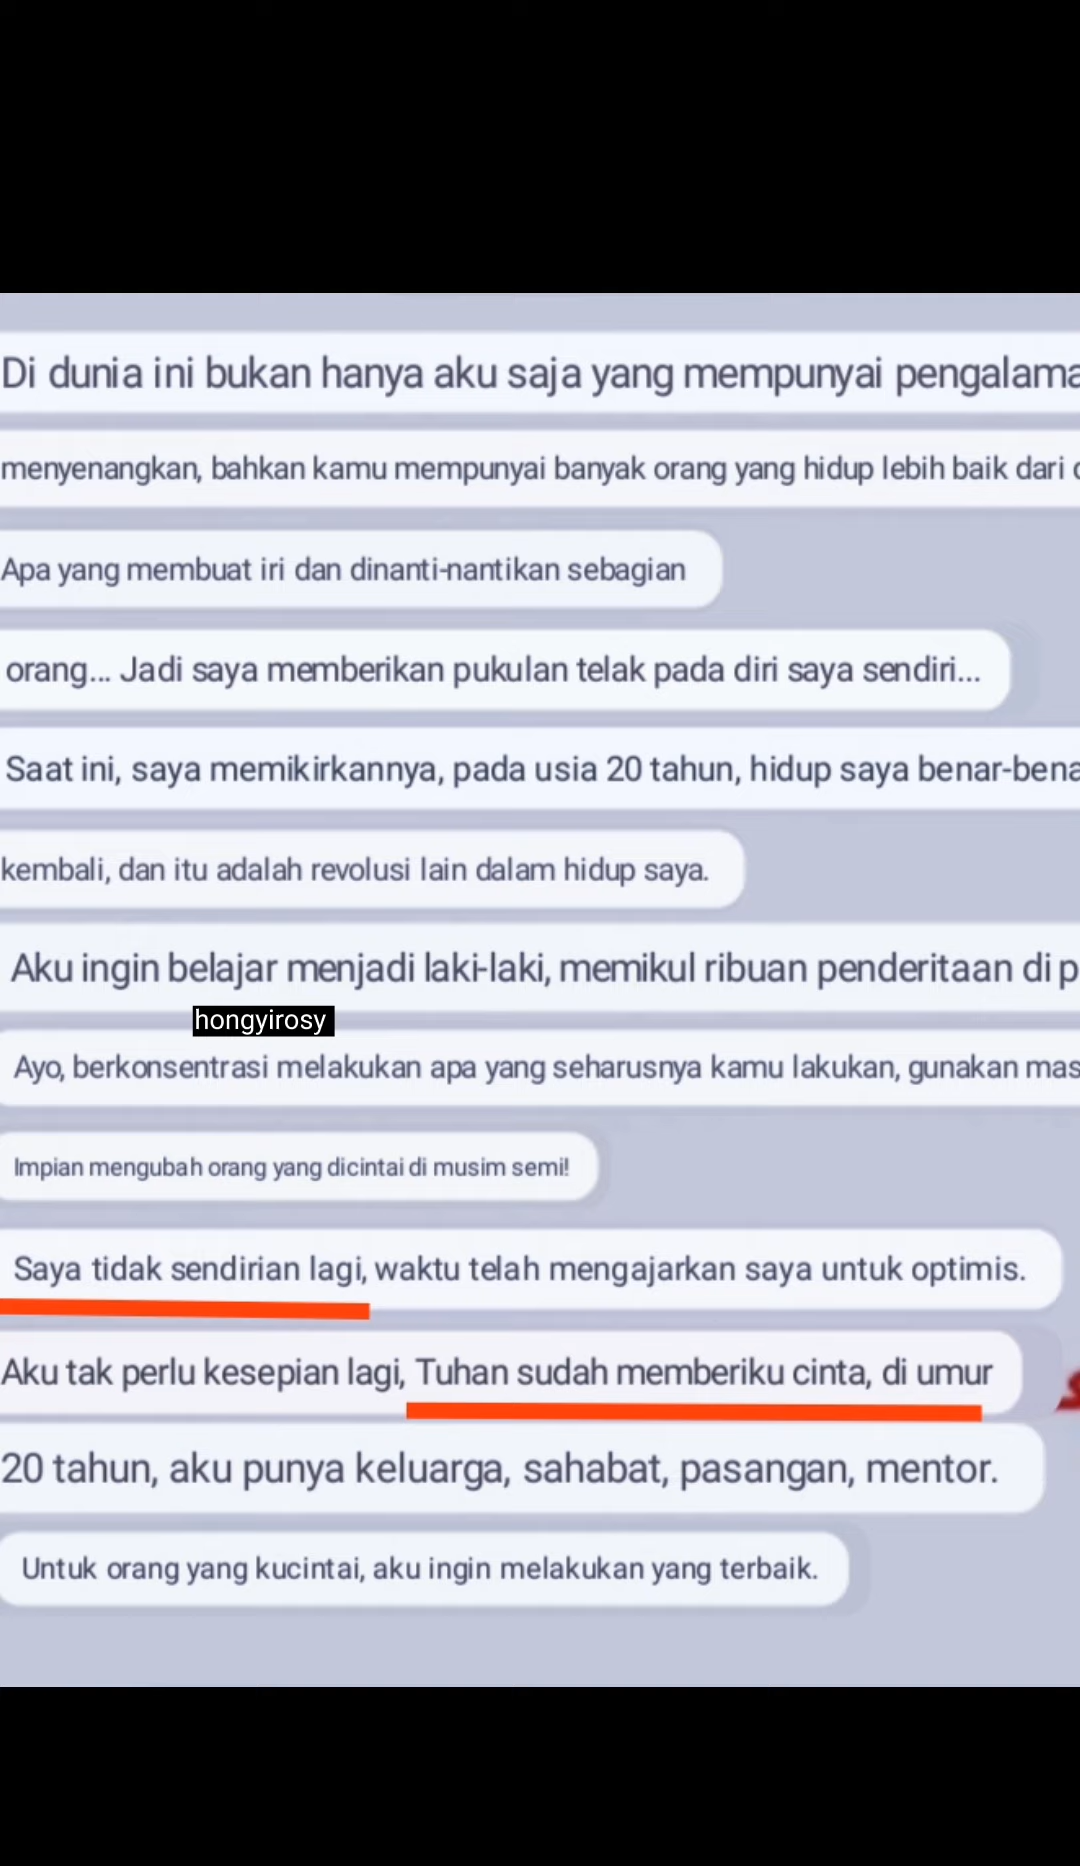 Di dunia ini bukan hanya aku saja yang mempunyai pengalama
menyenangkan, bahkan kamu mempunyai banyak orang yang hidup lebih baik dari
Apa yang membuat iri dan dinanti-nantikan sebagian
orang... Jadi saya memberikan pukulan telak pada diri saya sendiri...
Saat ini, saya memikirkannya, pada usia 20 tahun, hidup saya benar-bena
kembali, dan itu adalah revolusi lain dalam hidup saya.
Aku ingin belajar menjadi laki-laki, memikul ribuan penderitaan di p
hongyirosy
Ayo, berkonsentrasi melakukan apa yang seharusnya kamu lakukan, gunakan mas
Impian mengubah orang yang dicintai di musim semi!
Saya tidak sendirian lagi, waktu telah mengajarkan saya untuk optimis.
Aku tak perlu kesepian lagi, Tuhan sudah memberiku cinta, di umur
20 tahun, aku punya keluarga, sahabat, pasangan, mentor.
Untuk orang yang kucintai, aku ingin melakukan yang terbaik.